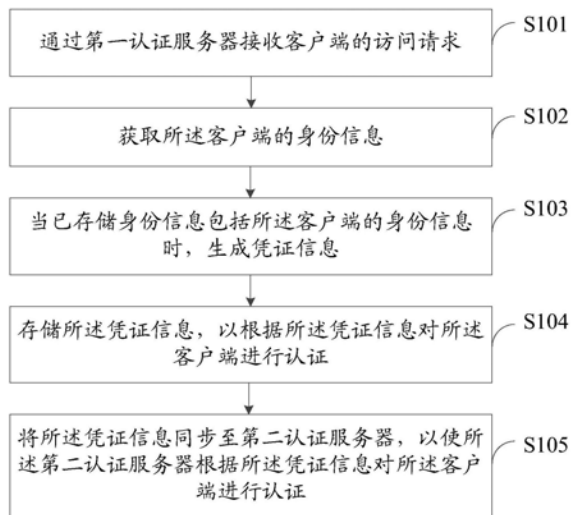 通过第一认证服务器接收客户端的访问请求
S101
获取所述客户端的身份信息
S102
当已存储身份信息包括所述客户端的身份信息
时，生成凭证信息
S103
存储所述凭证信息，以根据所述凭证信息对所述
客户端进行认证
S104
将所述凭证信息同步至第二认证服务器，以使所
述第二认证服务器根据所述凭证信息对所述客户
端进行认证
S105